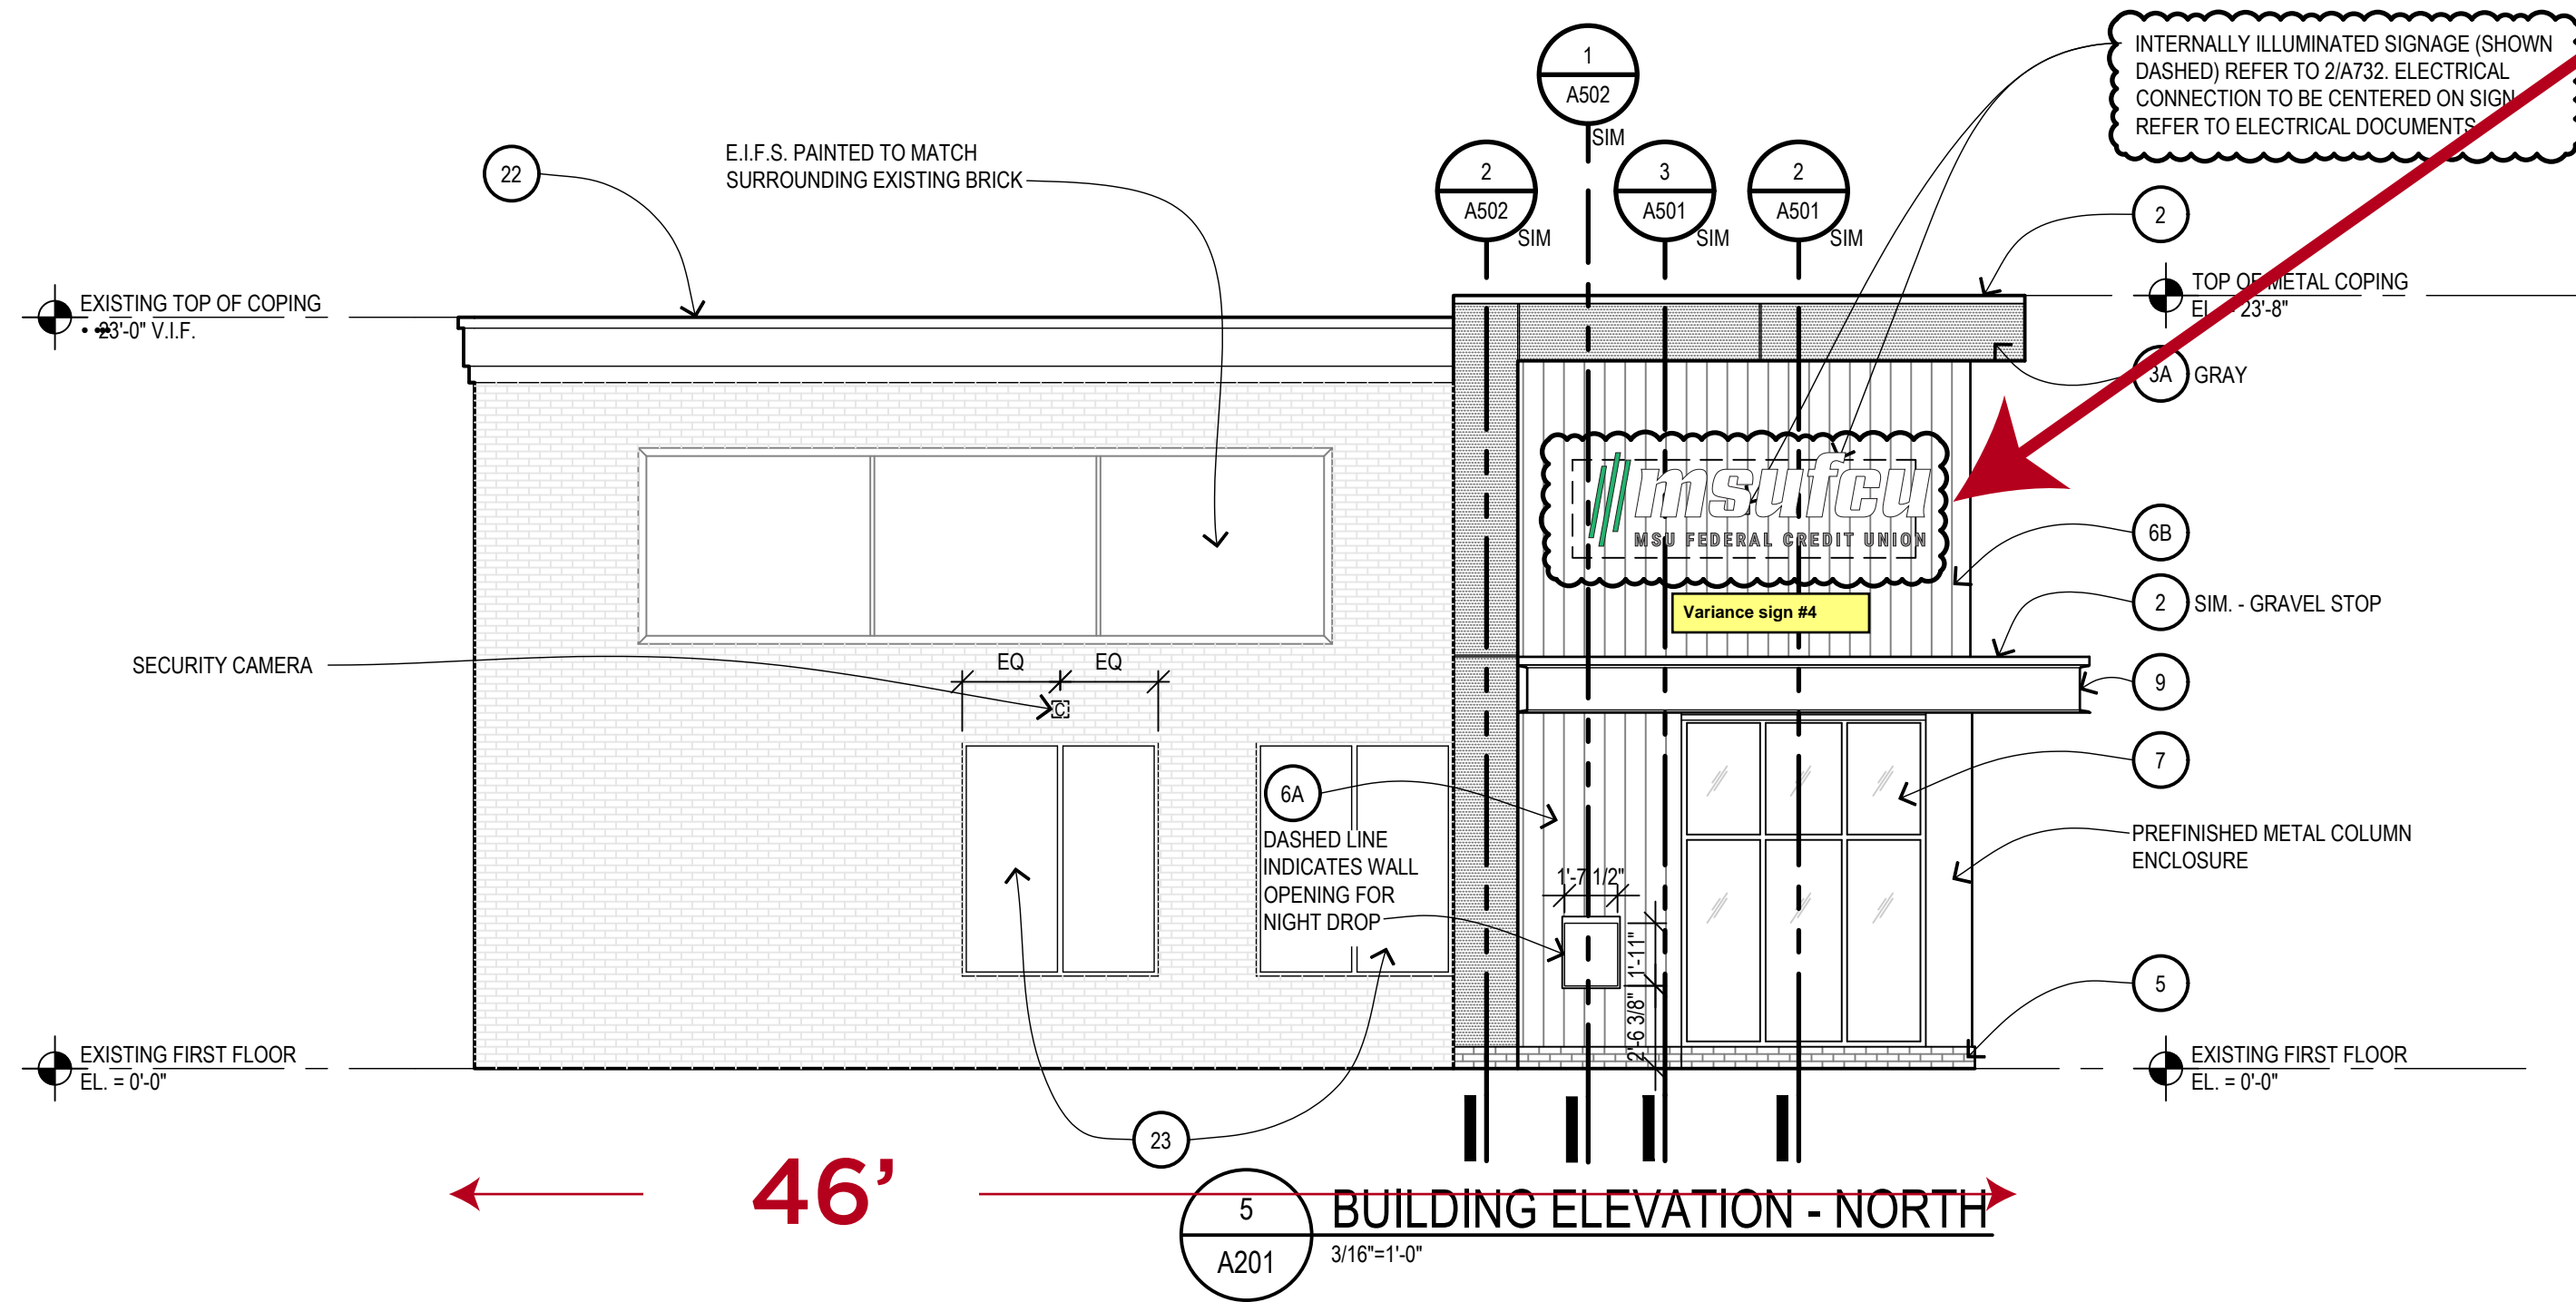 INTERNALLY ILLUMINATED SIGNAGE (SHOWN
DASHED) REFER TO 2/A732. ELECTRICAL
CONNECTION TO BE CENTERED ON SIGN
REFER TO ELECTRICAL DOCUMENTS
1
A502
SIM
2
A502
SIM
3
A501
SIM
2
A501
SIM
22
E.I.F.S. PAINTED TO MATCH
SURROUNDING EXISTING BRICK
2
EXISTING TOP OF COPING
23'-0" V.I.F.
TOP OF METAL COPING
EL. = 23'-8"
3A GRAY
msufcu
MSU FEDERAL CREDIT UNION
6B
Variance sign #4
2 SIM. - GRAVEL STOP
SECURITY CAMERA
EQ EQ
C
9
7
6A
DASHED LINE
INDICATES WALL
OPENING FOR
NIGHT DROP
PREFINISHED METAL COLUMN
ENCLOSURE
1'-7 1/2"
1'-11"
2'-6 3/8"
5
EXISTING FIRST FLOOR
EL. = 0'-0"
EXISTING FIRST FLOOR
EL. = 0'-0"
23
46’
5
A201
BUILDING ELEVATION - NORTH
3/16"=1'-0"